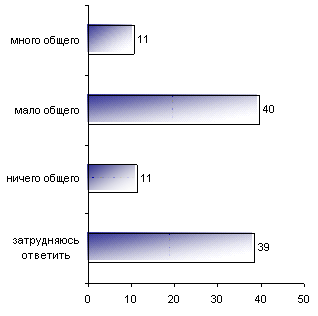 много общего
11
мало общего
40
ничего общего
11
затрудняюсь
ответить
39
0 10 20 30 40 50